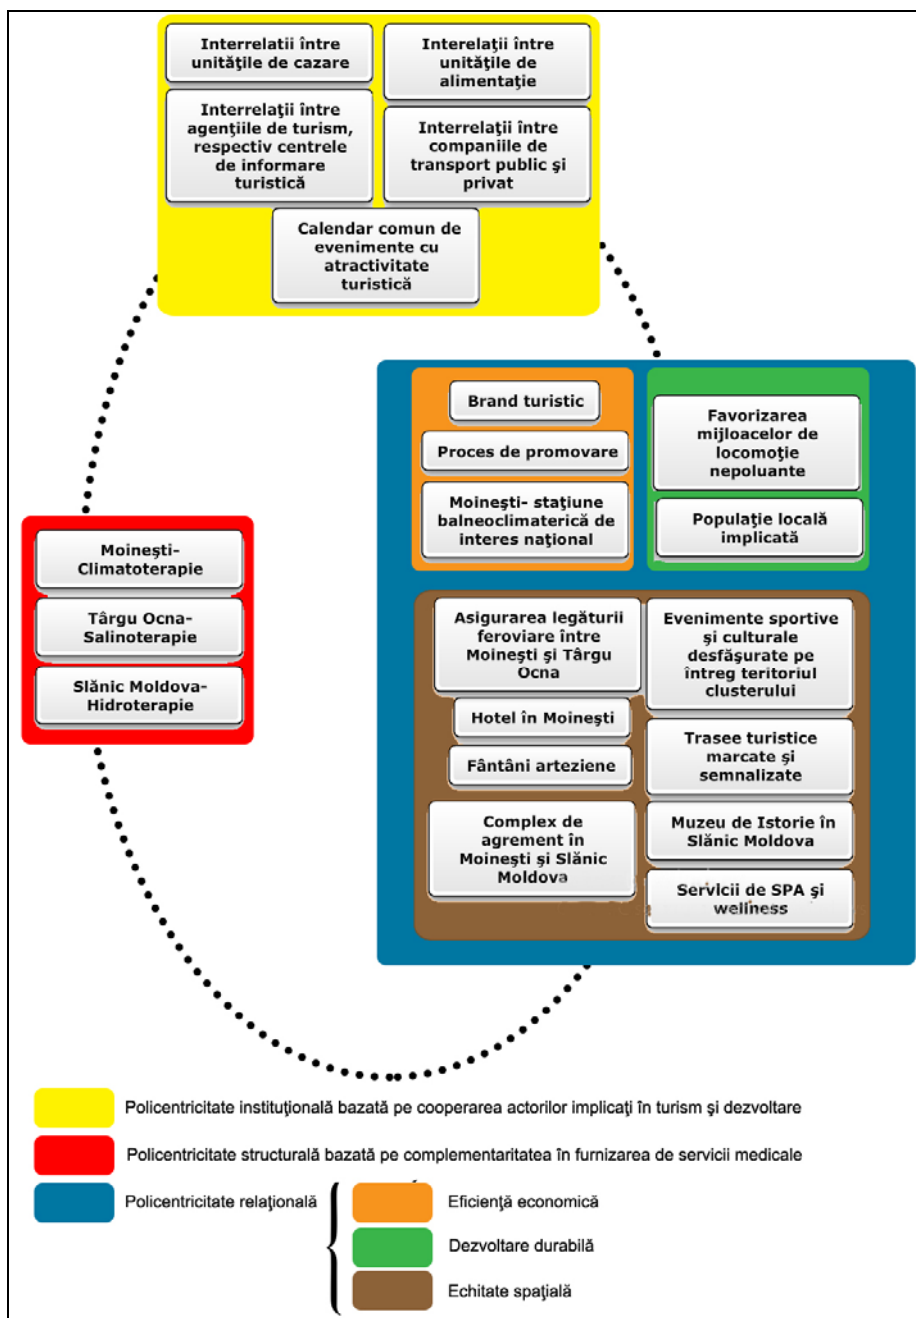 Interrelatii între
unităţile de cazare
Interelaţii între
unităţile de
alimentaţie
Interrelaţii între
agenţiile de turism,
respectiv centrele
de informare
turistică
Interrelaţii între
companiile de
transport public şi
privat
Calendar comun de
evenimente cu
atractivitate
turistică
Brand turistic
Proces de promovare
Moineşti- staţiune
balneoclimaterică de
interes naţional
Favorizarea
mijloacelor de
locomoţie
nepoluante
Populaţie locală
implicată
Moineşti-
Climatoterapie
Târgu Ocna-
Salinoterapie
Slănic Moldova-
Hidroterapie
Asigurarea legăturii
feroviare între
Moineşti şi Târgu
Ocna
Hotel în Moineşti
Fântâni arteziene
Complex de
agrement în
Moineşti şi Slănic
Moldova
Evenimente sportive
şi culturale
desfăşurate pe
întreg teritoriul
clusterului
Trasee turistice
marcate şi
semnalizate
Muzeu de Istorie în
Slănic Moldova
Servicii de SPA şi
wellness
Policentricitate instituţională bazată pe cooperarea actorilor implicaţi în turism şi dezvoltare
Policentricitate structurală bazată pe complementaritatea în furnizarea de servicii medicale
Policentricitate relaţională
Eficienţă economică
Dezvoltare durabilă
Echitate spaţială